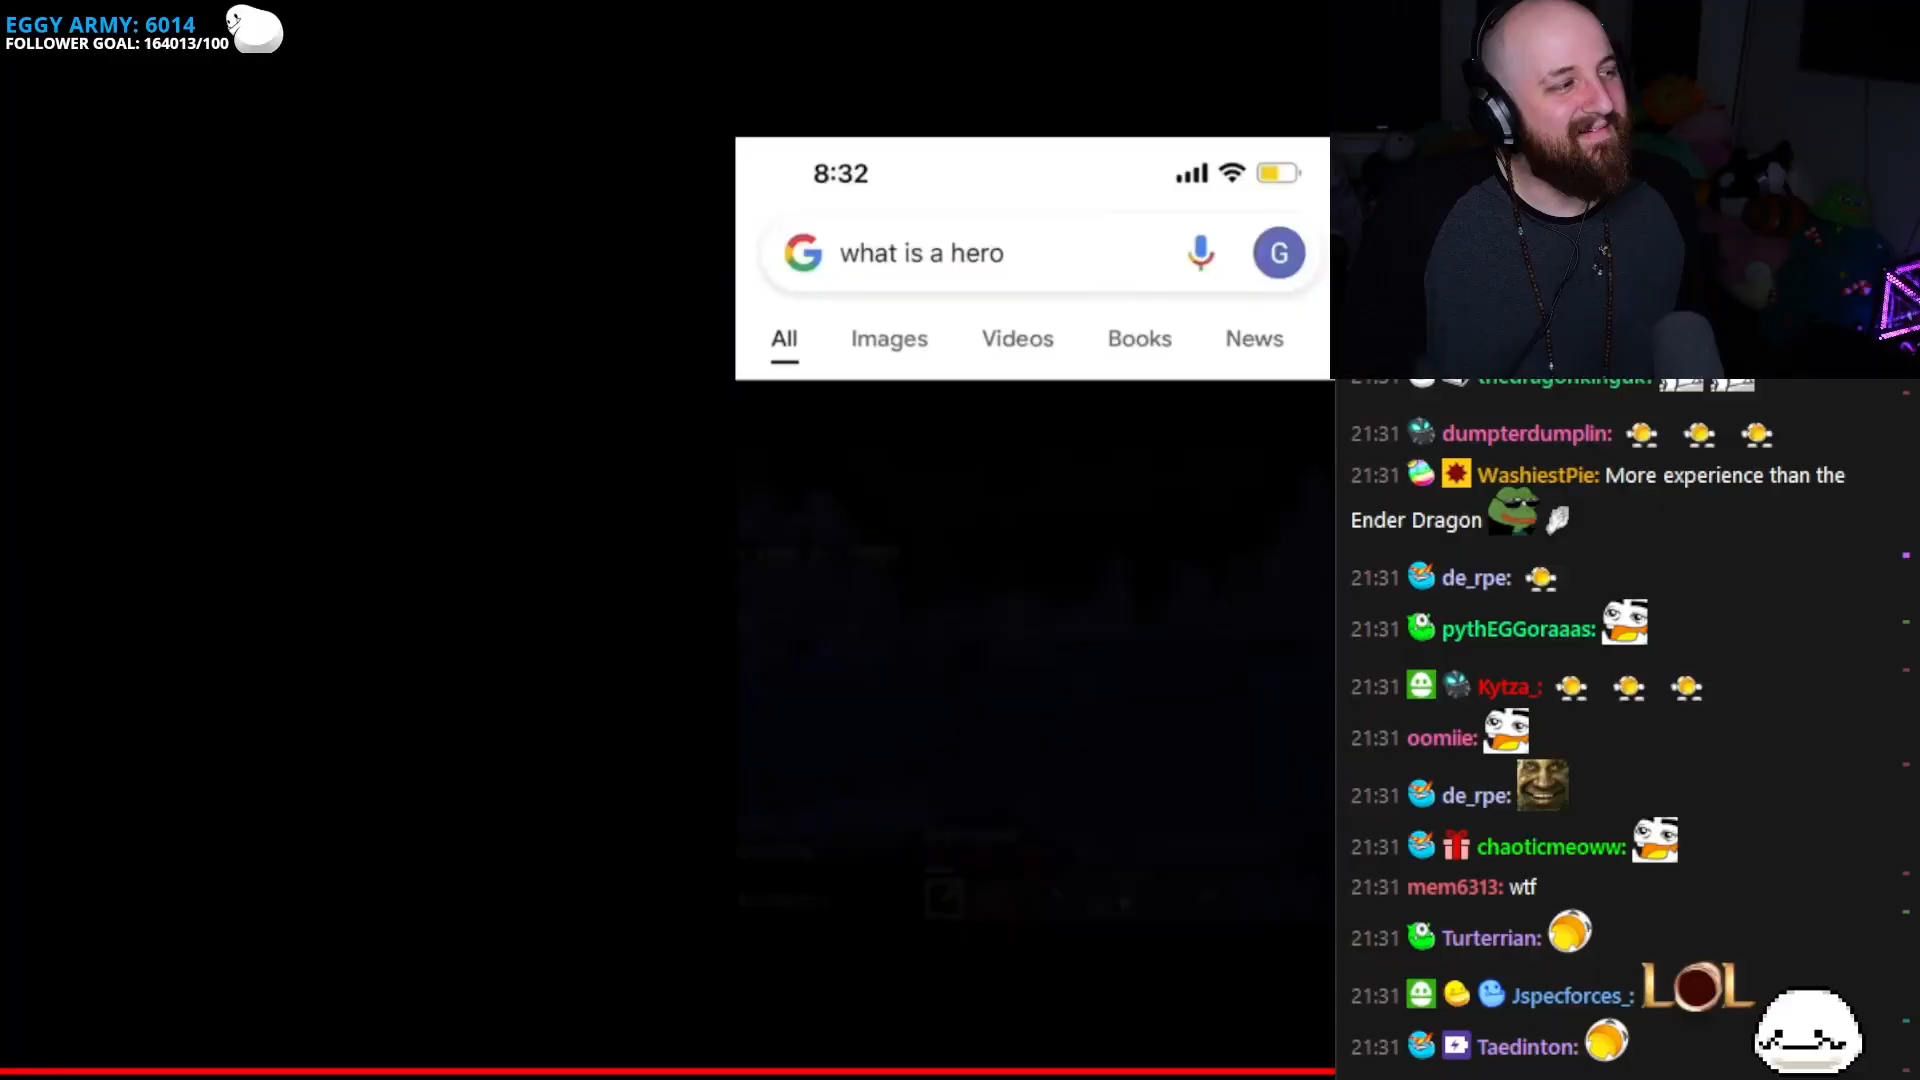 EGGY ARMY: 6014
FOLLOWER GOAL: 164013/100
8:32
what is a hero
G
All Images Videos Books News
21:31 dumpterdumplin:
21:31 WashiestPie: More experience than the
Ender Dragon
21:31 de_rpe:
21:31 pythEGGoraaas:
21:31 Kytza_:
21:31 oomiie:
21:31 de_rpe:
21:31 chaoticmeoww:
21:31 mem6313: wtf
21:31 Turterrian:
21:31 Jspecforces_: LOL
21:31 Taedinton: